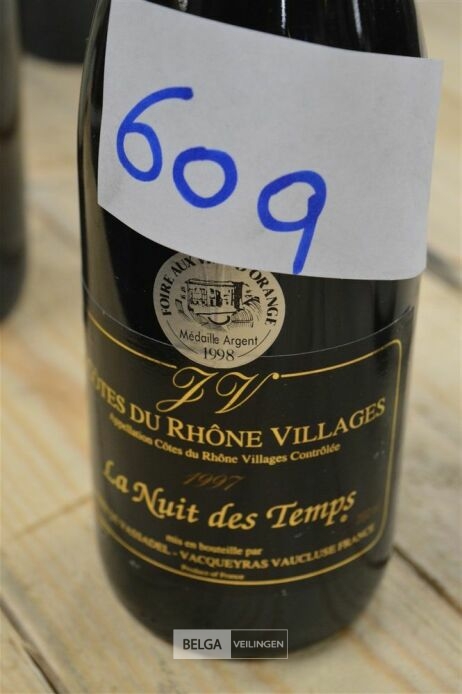 609
FOIRE AUX VINS D'ORANGE
Médaille Argent
1998
JV
CÔTES DU RHÔNE VILLAGES
Appellation Côtes du Rhône Villages Contrôlée
1997
La Nuit des Temps
mis en bouteille par
VACQUEYRAS VAUCLUSE FRANCE
Product of France
BELGA VEILINGEN